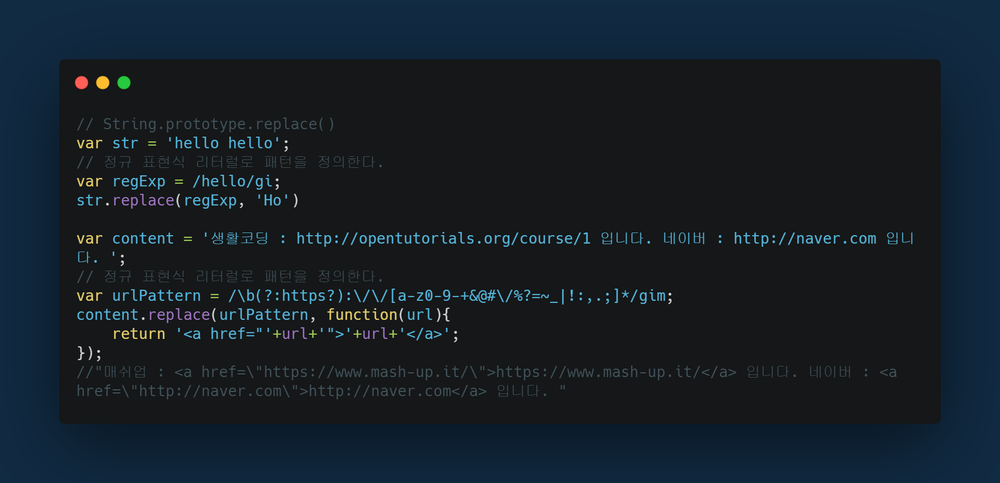 // String.prototype.replace()
var str = 'hello hello';
// 정규 표현식 리터럴로 패턴을 정의한다.
var regExp = /hello/gi;
str.replace(regExp, 'Ho')
var content = '생활코딩 : http://opentutorials.org/course/1 입니다. 네이버 : http://naver.com 입니
다. ';
// 정규 표현식 리터럴로 패턴을 정의한다.
var urlPattern = /\b(?:https?):\/\/[a-z0-9-+&@#\/%?=~_|!:,.;]*/gim;
content.replace(urlPattern, function(url){
    return '<a href="'+url+'">'+url+'</a>';
});
//"매쉬업 : <a href=\"https://www.mash-up.it/\">https://www.mash-up.it/</a> 입니다. 네이버 : <a
href=\"http://naver.com\">http://naver.com</a> 입니다. "